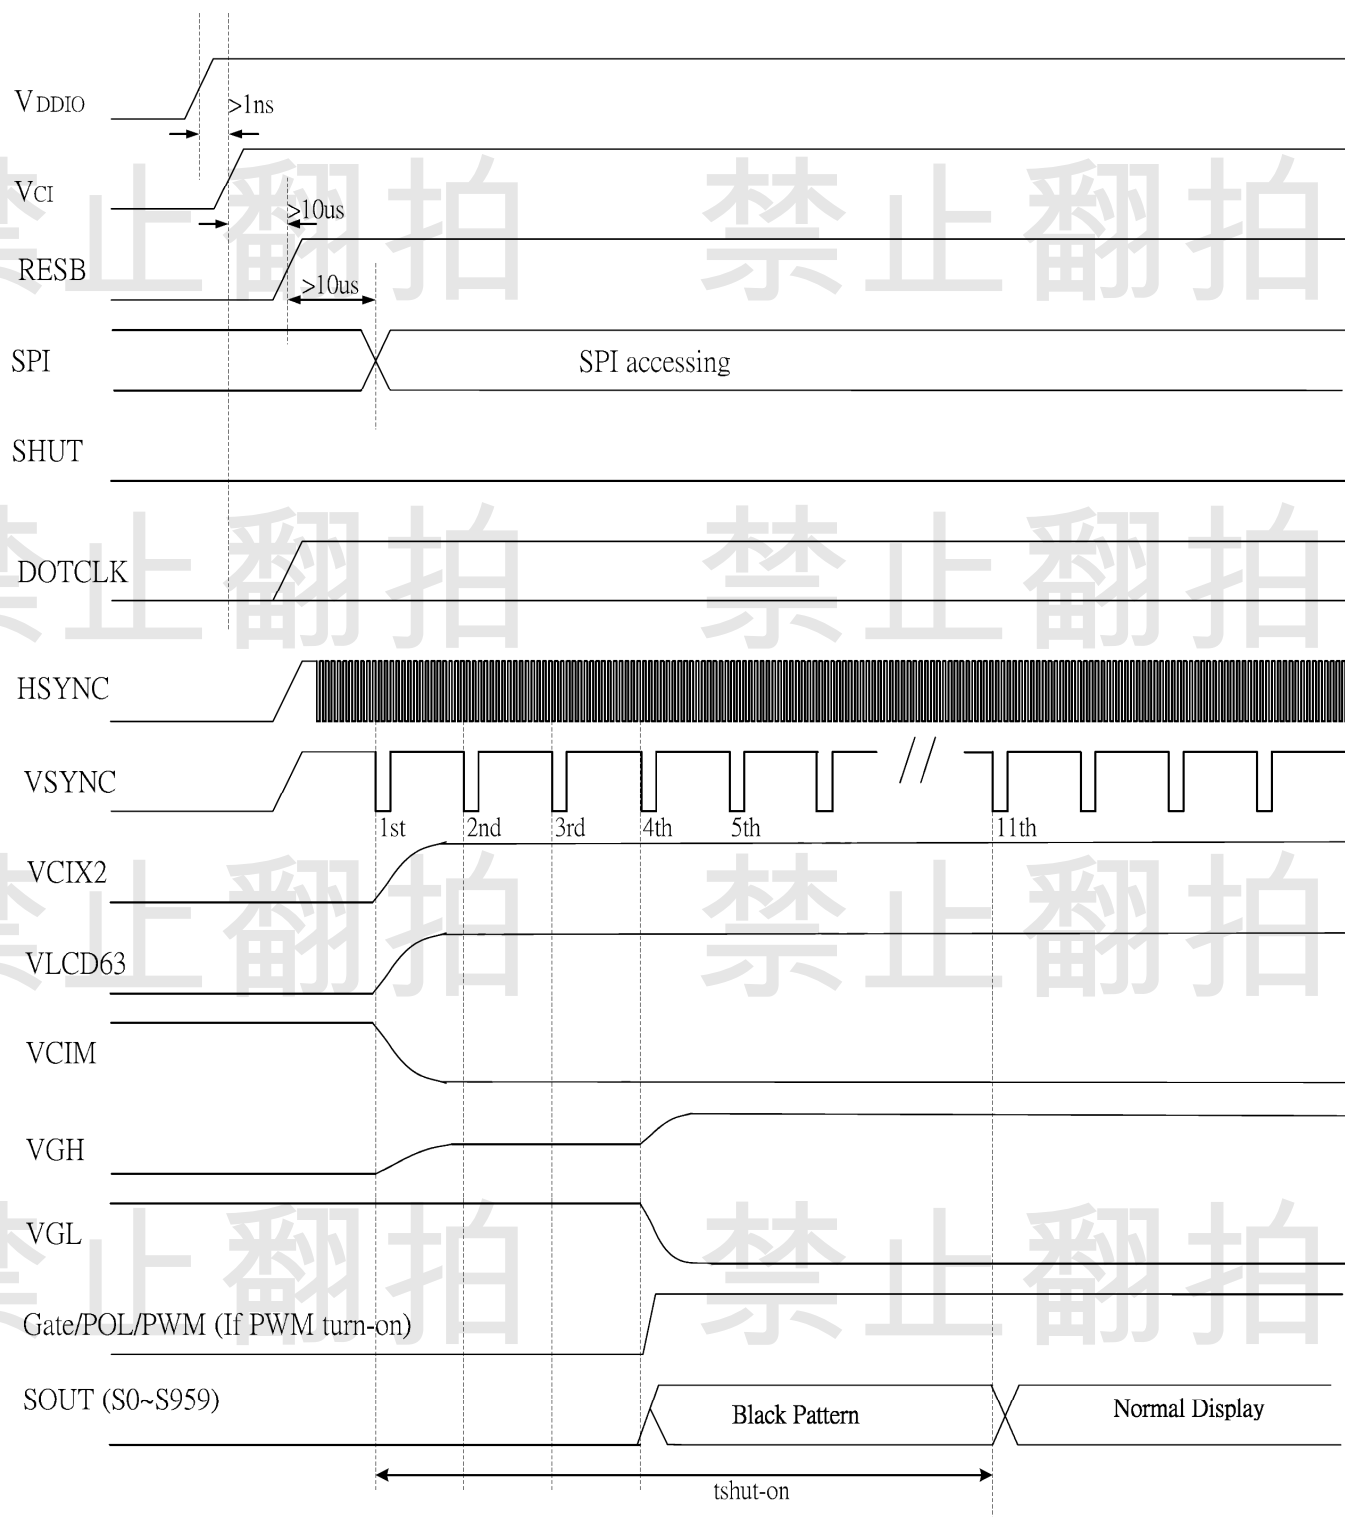 VDDIO
>1ns
VCI
>10us
RESB
>10us
SPI
SPI accessing
SHUT
DOTCLK
HSYNC
VSYNC
1st 2nd 3rd 4th 5th 11th
VCIX2
VLCD63
VCIM
VGH
VGL
Gate/POL/PWM (If PWM turn-on)
SOUT (S0~S959)
Black Pattern
Normal Display
tshut-on
禁止翻拍 禁止翻拍
禁止翻拍 禁止翻拍
禁止翻拍 禁止翻拍
禁止翻拍 禁止翻拍